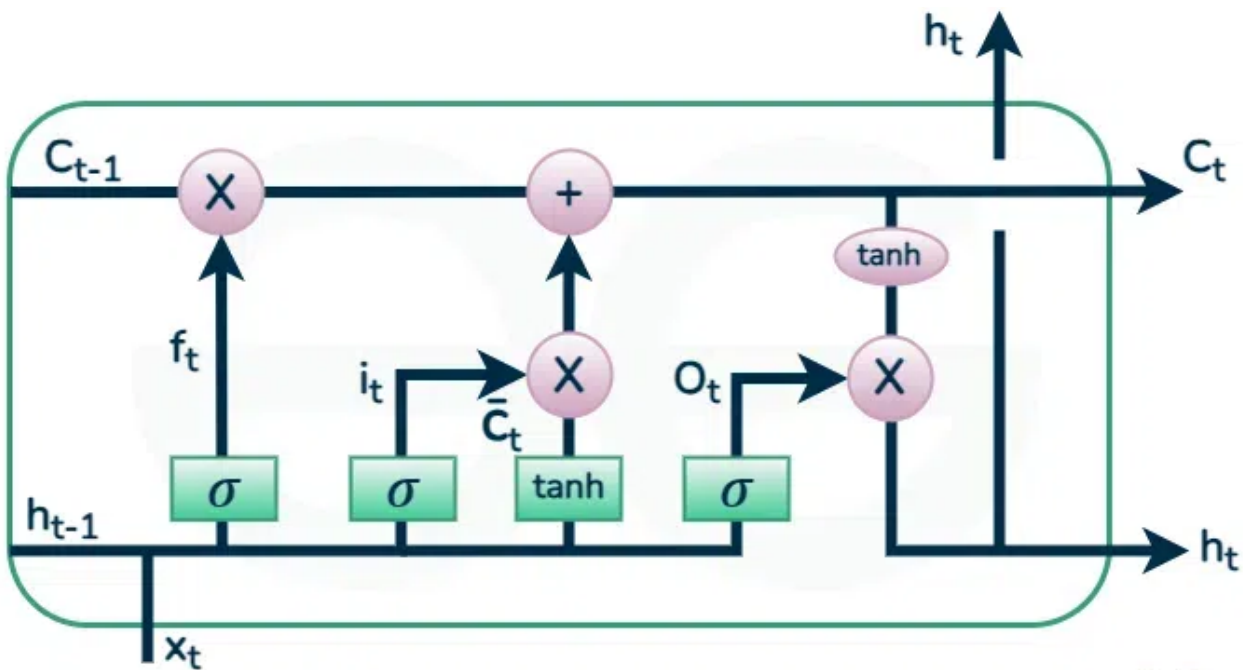 hₜ
Cₜ₋₁ X + Cₜ
tanh
fₜ iₜ X Oₜ X
C̄ₜ
σ σ tanh σ
hₜ₋₁
hₜ
xₜ